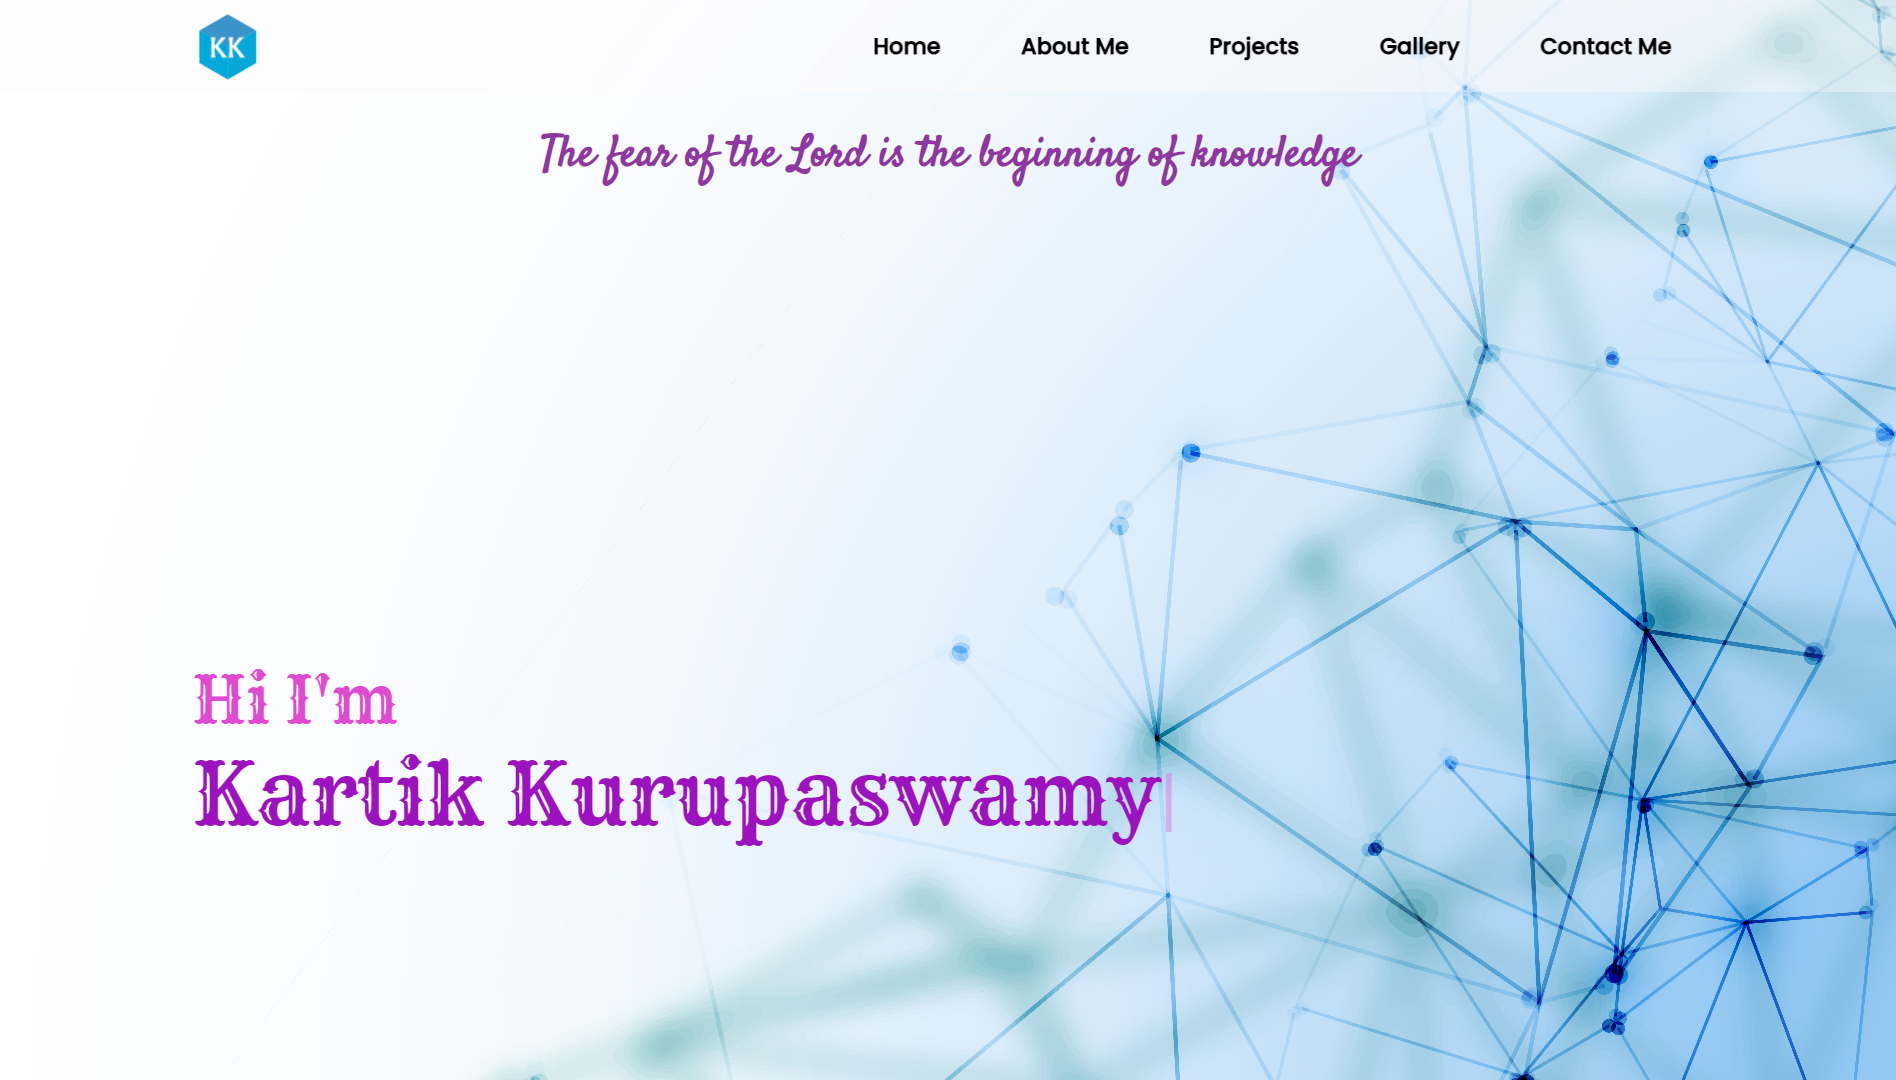 KK
Home About Me Projects Gallery Contact Me
The fear of the Lord is the beginning of knowledge
Hi I'm
Kartik Kurupaswamy